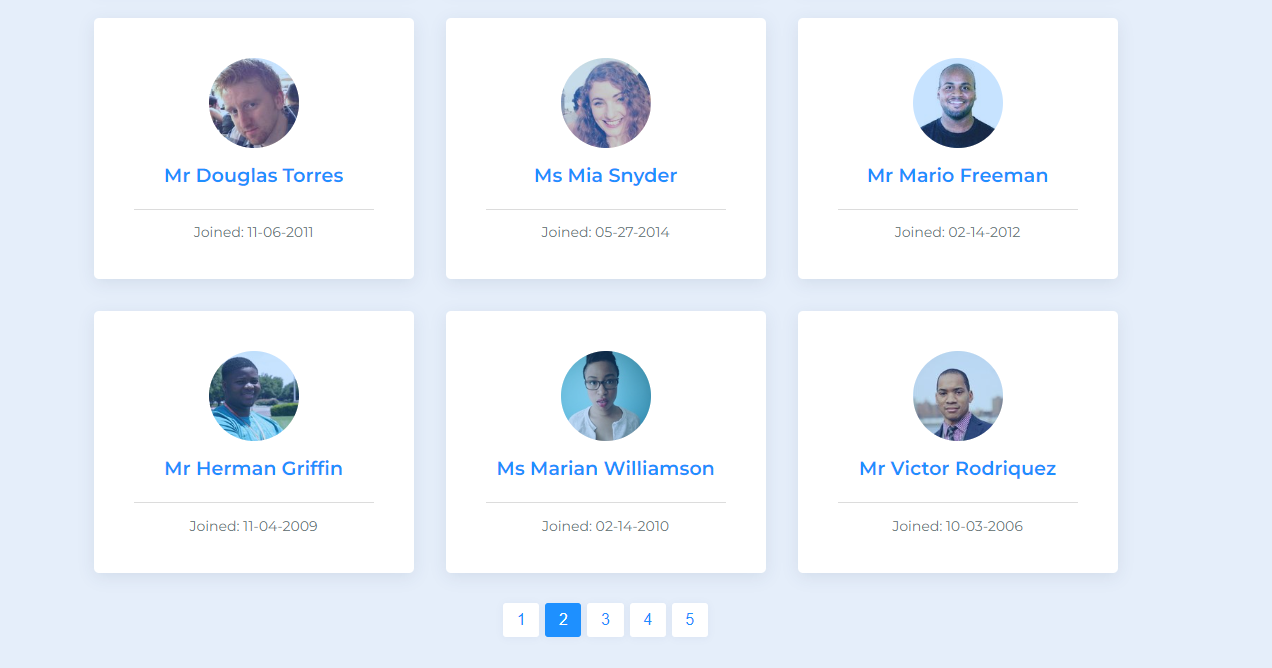 Mr Douglas Torres
Joined: 11-06-2011
Ms Mia Snyder
Joined: 05-27-2014
Mr Mario Freeman
Joined: 02-14-2012
Mr Herman Griffin
Joined: 11-04-2009
Ms Marian Williamson
Joined: 02-14-2010
Mr Victor Rodriquez
Joined: 10-03-2006
1 2 3 4 5